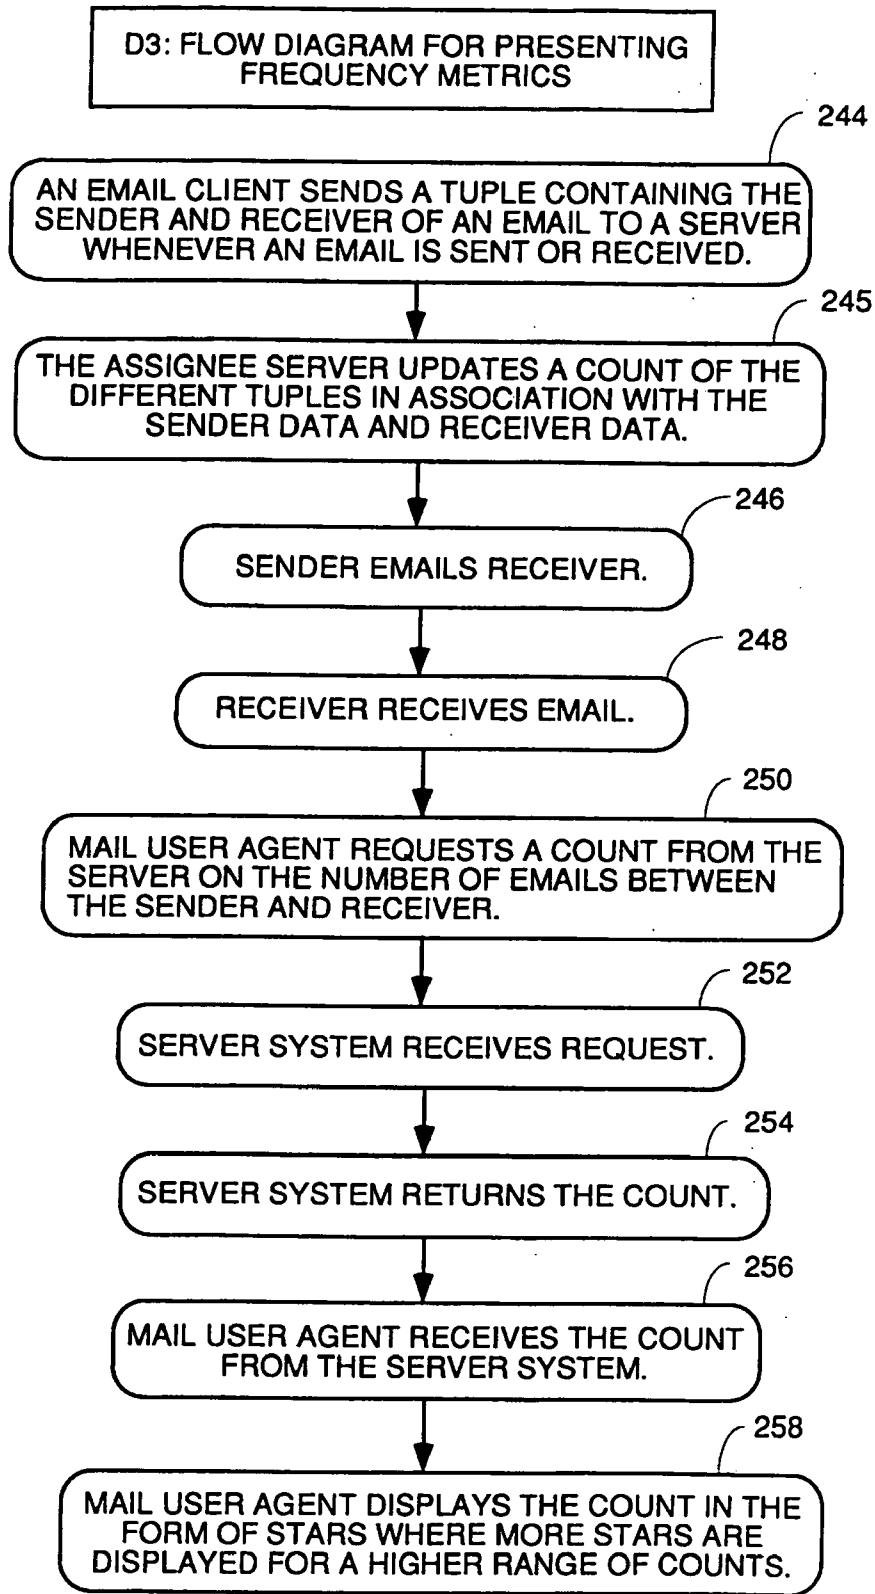 D3: FLOW DIAGRAM FOR PRESENTING
FREQUENCY METRICS
244
AN EMAIL CLIENT SENDS A TUPLE CONTAINING THE
SENDER AND RECEIVER OF AN EMAIL TO A SERVER
WHENEVER AN EMAIL IS SENT OR RECEIVED.
245
THE ASSIGNEE SERVER UPDATES A COUNT OF THE
DIFFERENT TUPLES IN ASSOCIATION WITH THE
SENDER DATA AND RECEIVER DATA.
246
SENDER EMAILS RECEIVER.
248
RECEIVER RECEIVES EMAIL.
250
MAIL USER AGENT REQUESTS A COUNT FROM THE
SERVER ON THE NUMBER OF EMAILS BETWEEN
THE SENDER AND RECEIVER.
252
SERVER SYSTEM RECEIVES REQUEST.
254
SERVER SYSTEM RETURNS THE COUNT.
256
MAIL USER AGENT RECEIVES THE COUNT
FROM THE SERVER SYSTEM.
258
MAIL USER AGENT DISPLAYS THE COUNT IN THE
FORM OF STARS WHERE MORE STARS ARE
DISPLAYED FOR A HIGHER RANGE OF COUNTS.